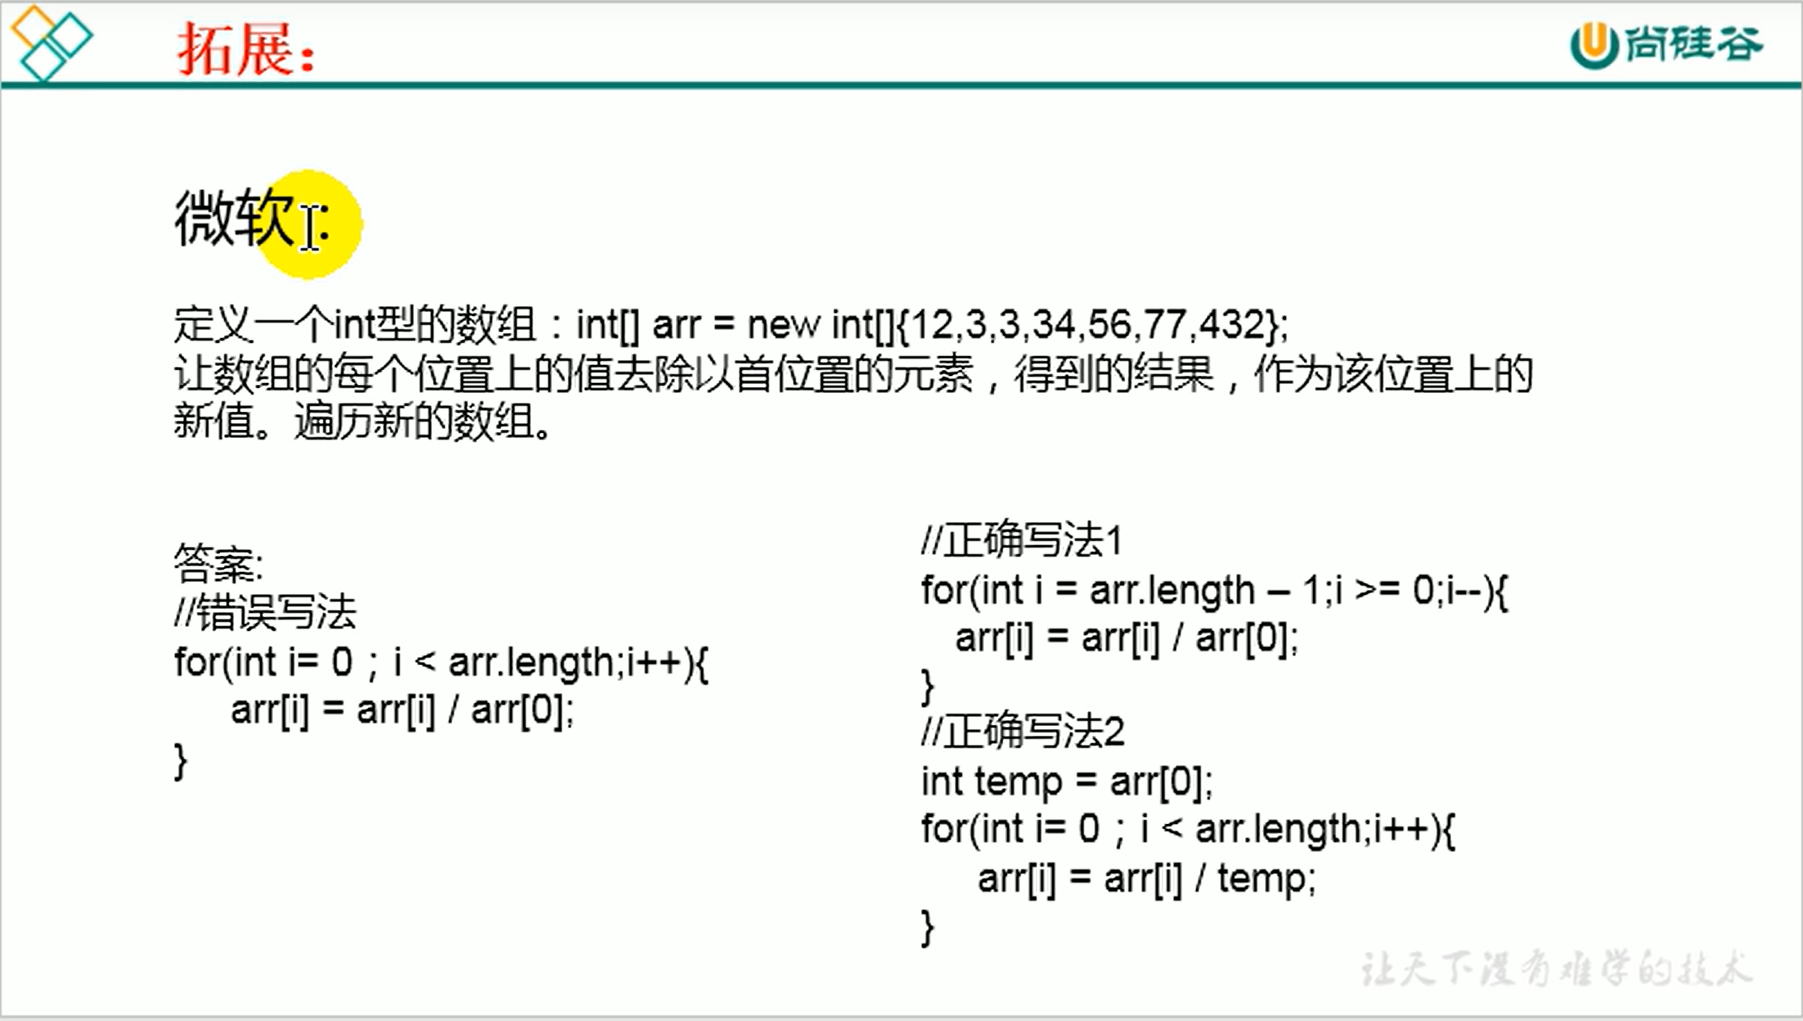 拓展：
尚硅谷
微软：
定义一个int型的数组：int[] arr = new int[]{12,3,3,34,56,77,432};
让数组的每个位置上的值去除以首位置的元素，得到的结果，作为该位置上的
新值。遍历新的数组。
答案:
//错误写法
for(int i= 0；i < arr.length;i++){
arr[i] = arr[i] / arr[0];
}
//正确写法1
for(int i = arr.length – 1;i >= 0;i--){
arr[i] = arr[i] / arr[0];
}
//正确写法2
int temp = arr[0];
for(int i= 0；i < arr.length;i++){
arr[i] = arr[i] / temp;
}
让天下没有难学的技术